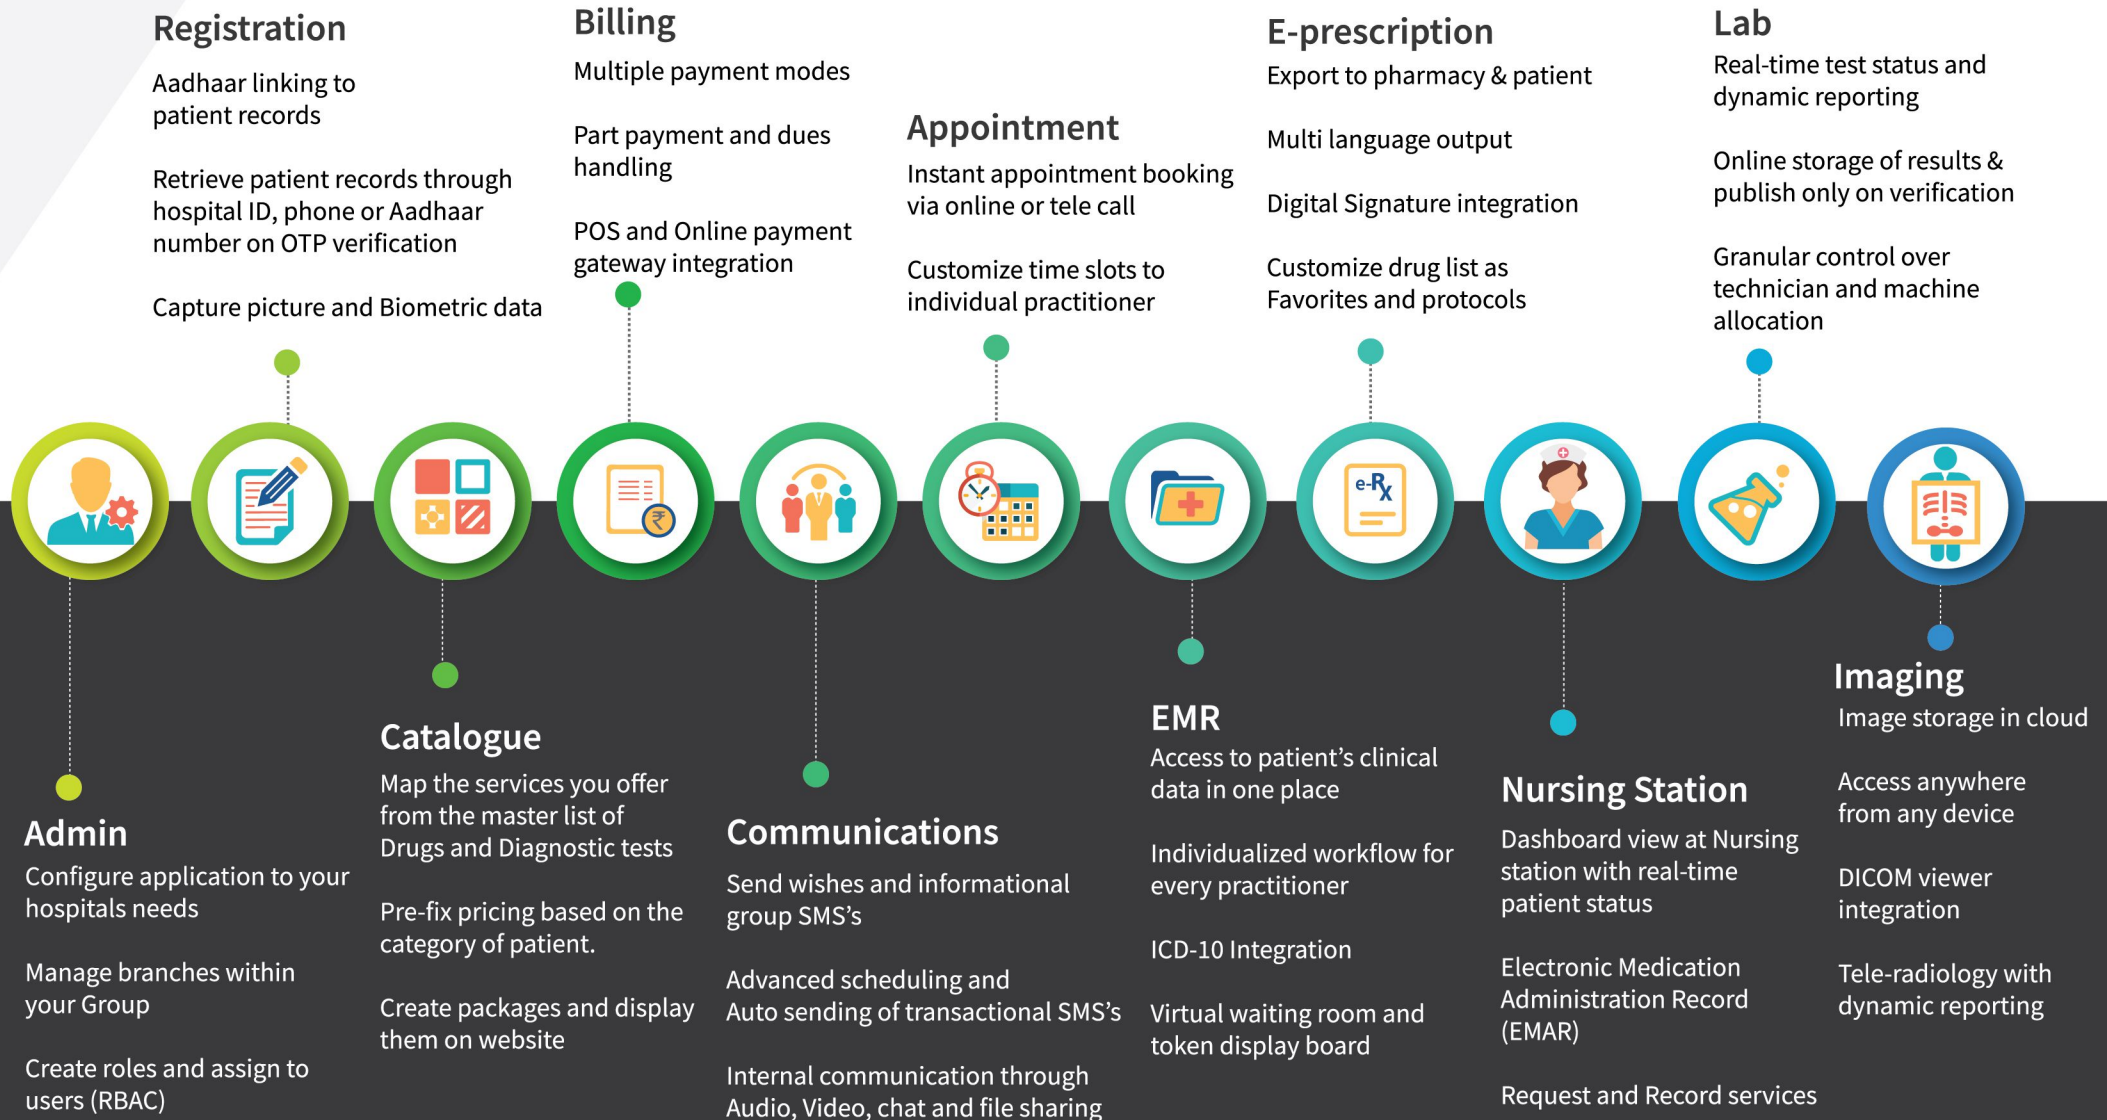 Registration
Aadhaar linking to
patient records
Retrieve patient records through
hospital ID, phone or Aadhaar
number on OTP verification
Capture picture and Biometric data
Billing
Multiple payment modes
Part payment and dues
handling
POS and Online payment
gateway integration
Appointment
Instant appointment booking
via online or tele call
Customize time slots to
individual practitioner
E-prescription
Export to pharmacy & patient
Multi language output
Digital Signature integration
Customize drug list as
Favorites and protocols
Lab
Real-time test status and
dynamic reporting
Online storage of results &
publish only on verification
Granular control over
technician and machine
allocation
₹
e-Rx
Admin
Configure application to your
hospitals needs
Manage branches within
your Group
Create roles and assign to
users (RBAC)
Catalogue
Map the services you offer
from the master list of
Drugs and Diagnostic tests
Pre-fix pricing based on the
category of patient.
Create packages and display
them on website
Communications
Send wishes and informational
group SMS's
Advanced scheduling and
Auto sending of transactional SMS's
Internal communication through
Audio, Video, chat and file sharing
EMR
Access to patient's clinical
data in one place
Individualized workflow for
every practitioner
ICD-10 Integration
Virtual waiting room and
token display board
Nursing Station
Dashboard view at Nursing
station with real-time
patient status
Electronic Medication
Administration Record
(EMAR)
Request and Record services
Imaging
Image storage in cloud
Access anywhere
from any device
DICOM viewer
integration
Tele-radiology with
dynamic reporting